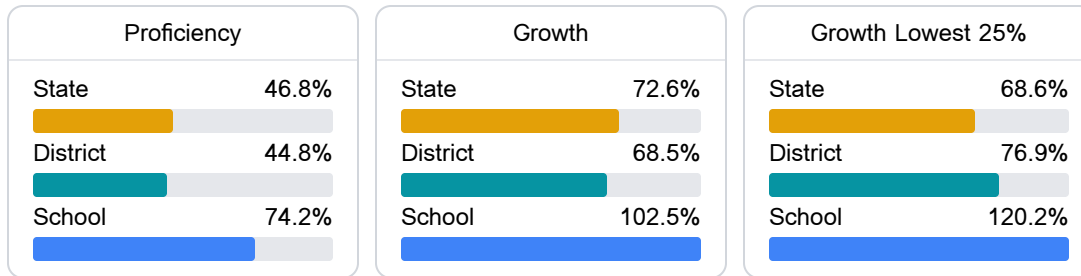 Proficiency
State 46.8%
District 44.8%
School 74.2%
Growth
State 72.6%
District 68.5%
School 102.5%
Growth Lowest 25%
State 68.6%
District 76.9%
School 120.2%